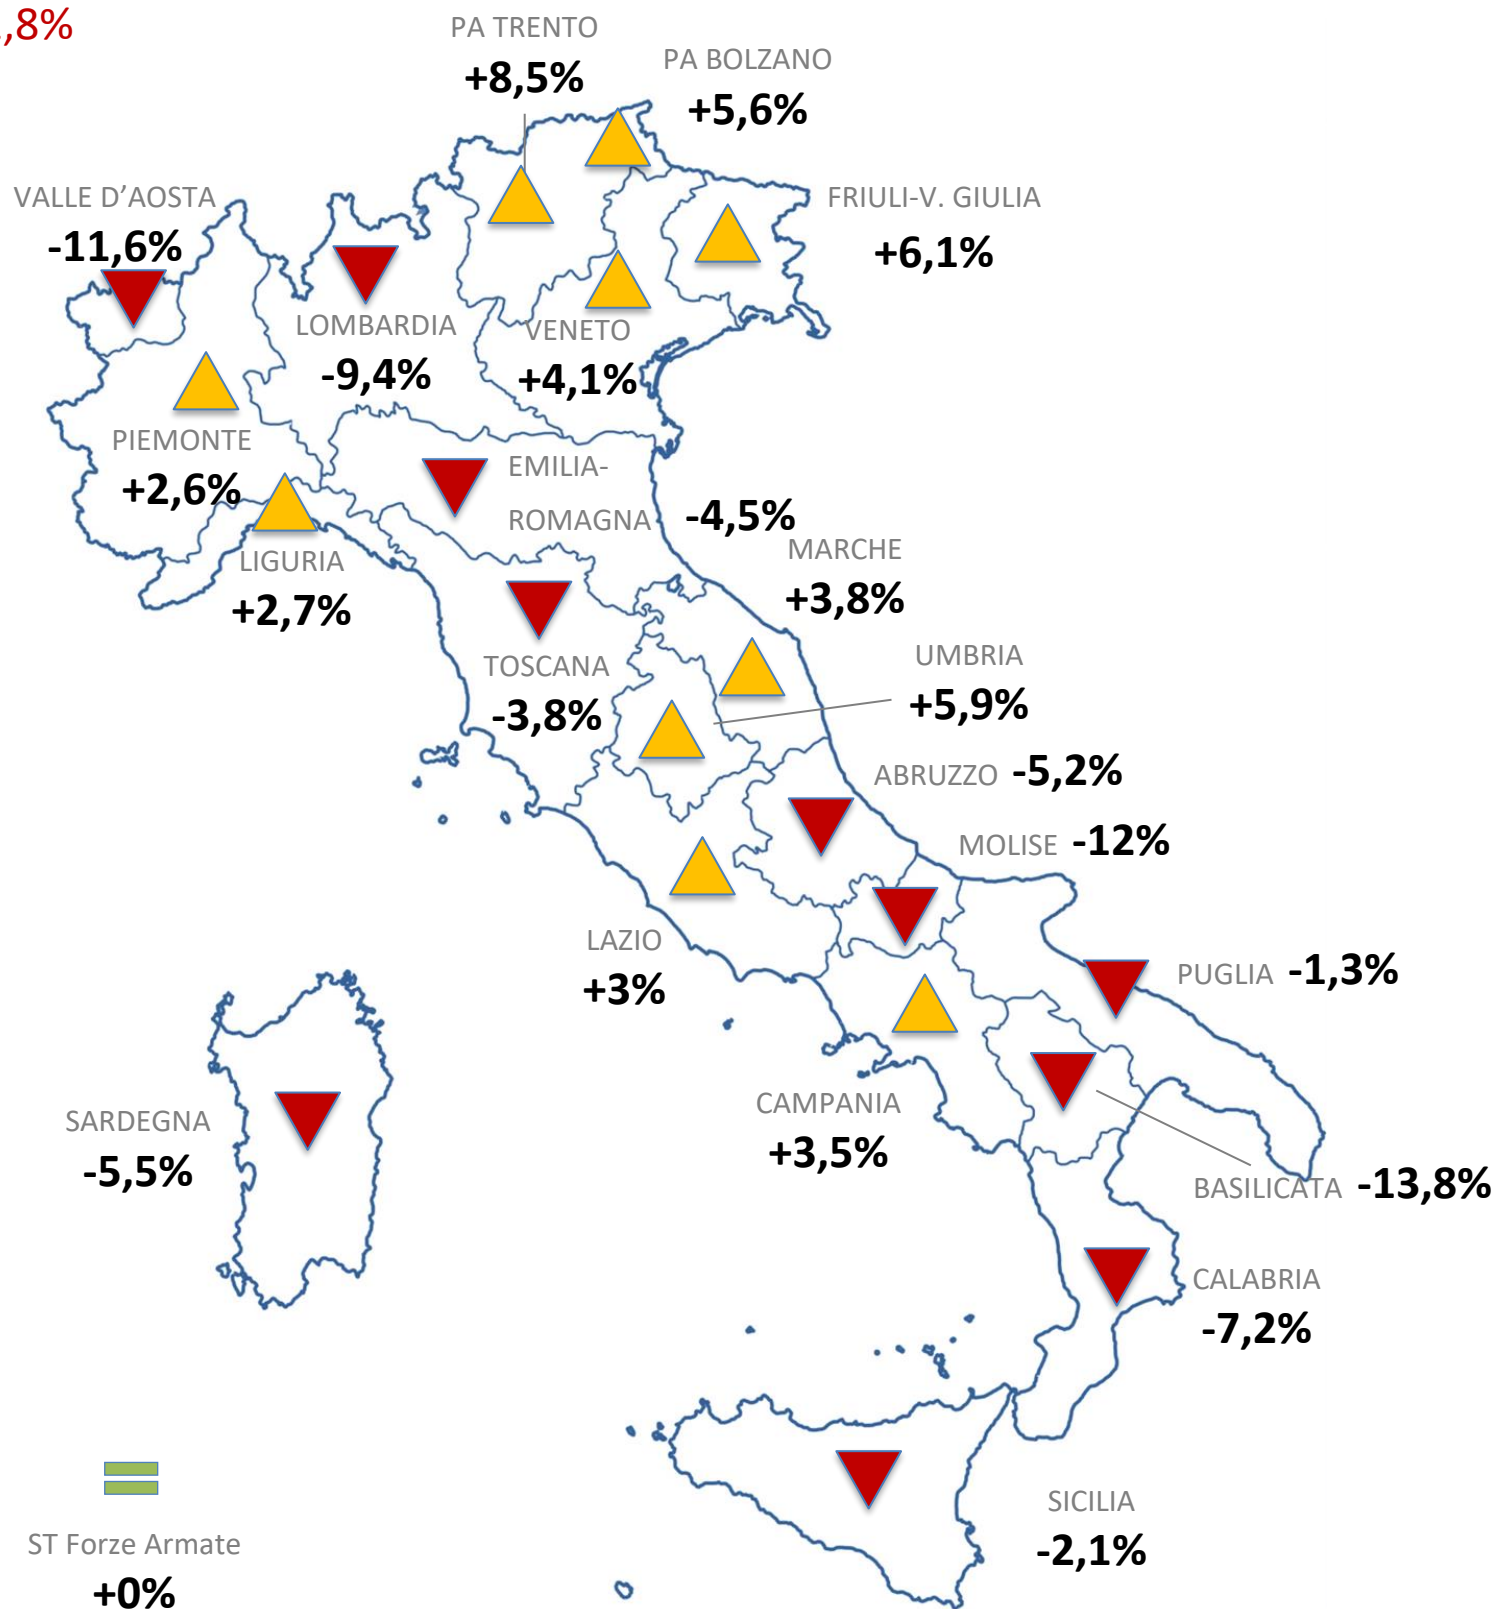 ,8%
PA TRENTO
+8,5%
PA BOLZANO
+5,6%
VALLE D’AOSTA
-11,6%
FRIULI-V. GIULIA
+6,1%
LOMBARDIA
-9,4%
VENETO
+4,1%
PIEMONTE
+2,6%
EMILIA-
ROMAGNA -4,5%
LIGURIA
+2,7%
MARCHE
+3,8%
TOSCANA
-3,8%
UMBRIA
+5,9%
ABRUZZO -5,2%
MOLISE -12%
LAZIO
+3%
PUGLIA -1,3%
SARDEGNA
-5,5%
CAMPANIA
+3,5%
BASILICATA -13,8%
CALABRIA
-7,2%
SICILIA
-2,1%
ST Forze Armate
+0%